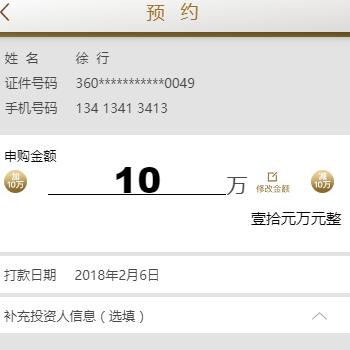 预 约
姓 名 徐 行
证件号码 360***********0049
手机号码 134 1341 3413
申购金额
加 10万 10 万 修改金额 减 10万
壹拾元万元整
打款日期 2018年2月6日
补充投资人信息（选填）